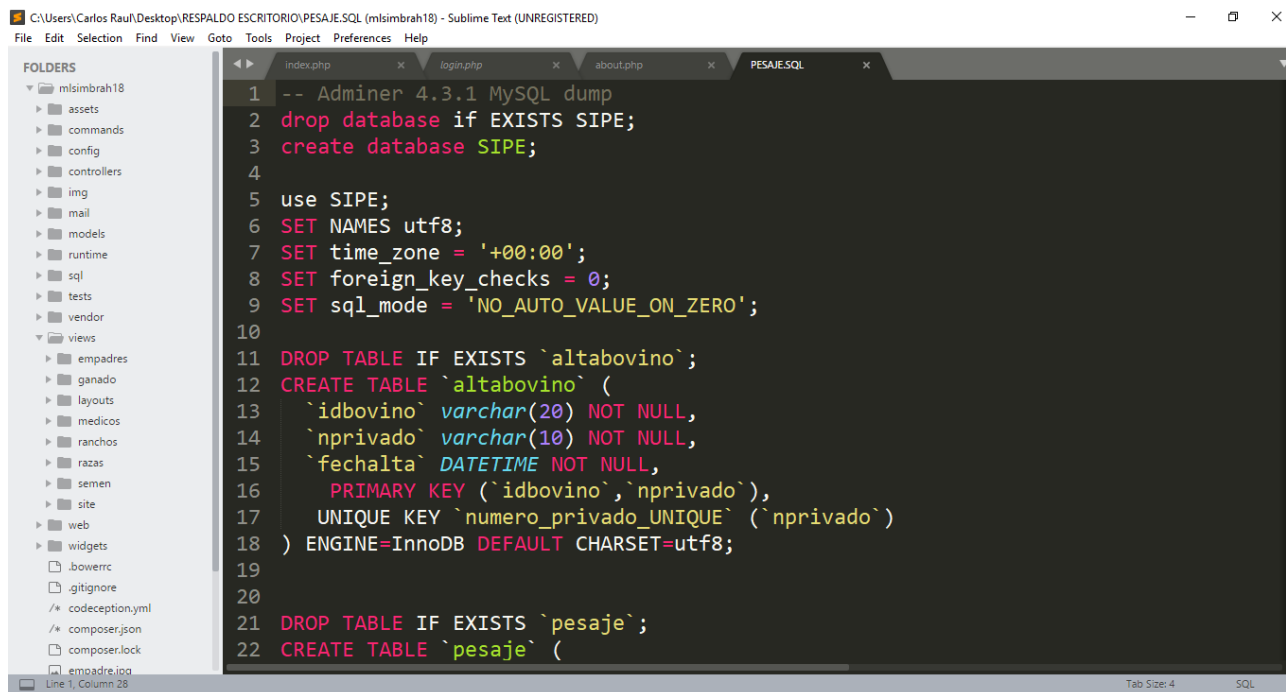 C:\Users\Carlos Raul\Desktop\RESPALDO ESCRITORIO\PESAJE.SQL (mlsimbrah18) - Sublime Text (UNREGISTERED)
File Edit Selection Find View Goto Tools Project Preferences Help
FOLDERS
mlsimbrah18
assets
commands
config
controllers
img
mail
models
runtime
sql
tests
vendor
views
empadres
ganado
layouts
medicos
ranchos
razas
semen
site
web
widgets
.bowerrc
.gitignore
/* codeception.yml
/* composer.json
composer.lock
empadre.jpg
index.php × login.php × about.php × PESAJE.SQL ×
1 -- Adminer 4.3.1 MySQL dump
2 drop database if EXISTS SIPE;
3 create database SIPE;
4
5 use SIPE;
6 SET NAMES utf8;
7 SET time_zone = '+00:00';
8 SET foreign_key_checks = 0;
9 SET sql_mode = 'NO_AUTO_VALUE_ON_ZERO';
10
11 DROP TABLE IF EXISTS `altabovino`;
12 CREATE TABLE `altabovino` (
13 `idbovino` varchar(20) NOT NULL,
14 `nprivado` varchar(10) NOT NULL,
15 `fechalta` DATETIME NOT NULL,
16 PRIMARY KEY (`idbovino`,`nprivado`),
17 UNIQUE KEY `numero_privado_UNIQUE` (`nprivado`)
18 ) ENGINE=InnoDB DEFAULT CHARSET=utf8;
19
20
21 DROP TABLE IF EXISTS `pesaje`;
22 CREATE TABLE `pesaje` (
Line 1, Column 28 Tab Size: 4 SQL